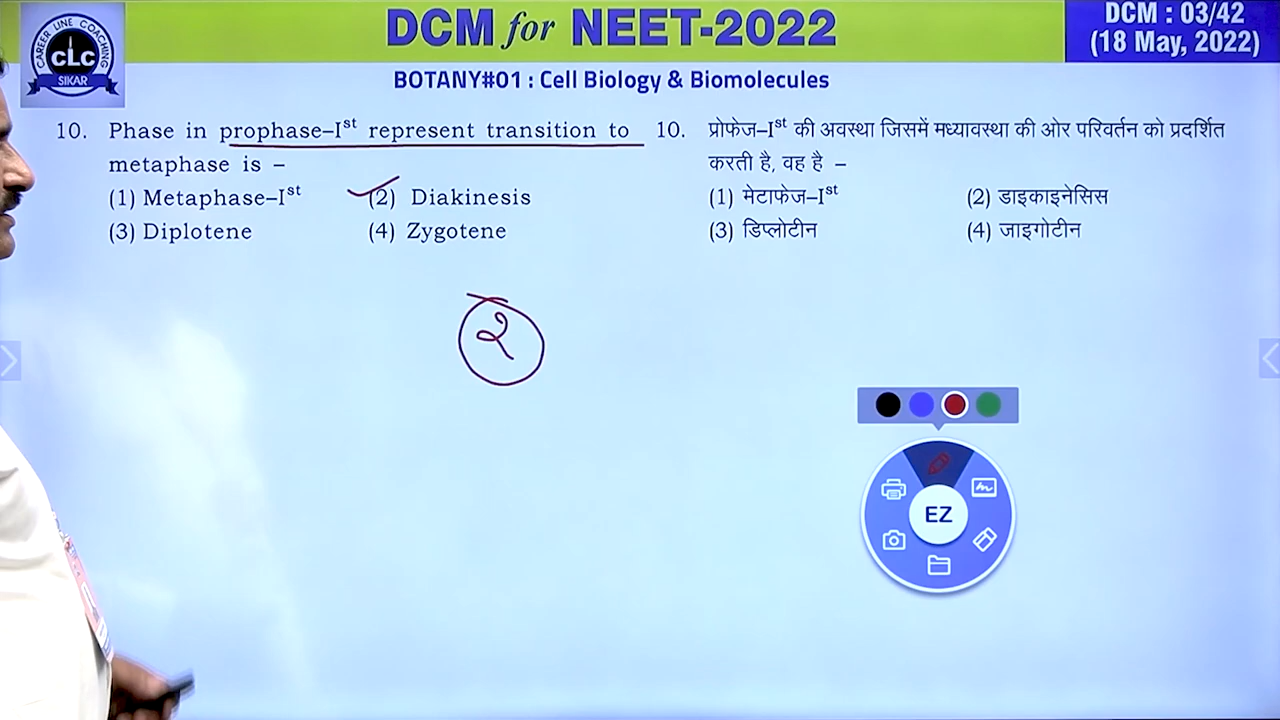 CAREER LINE COACHING
CLC
SIKAR
DCM for NEET-2022
DCM : 03/42
(18 May, 2022)
BOTANY#01 : Cell Biology & Biomolecules
10. Phase in prophase–Ist represent transition to
metaphase is –
(1) Metaphase–Ist (2) Diakinesis
(3) Diplotene (4) Zygotene
10. प्रोफेज–Ist की अवस्था जिसमें मध्यावस्था की ओर परिवर्तन को प्रदर्शित
करती है, वह है –
(1) मेटाफेज–Ist (2) डाइकाइनेसिस
(3) डिप्लोटीन (4) जाइगोटीन
२
EZ